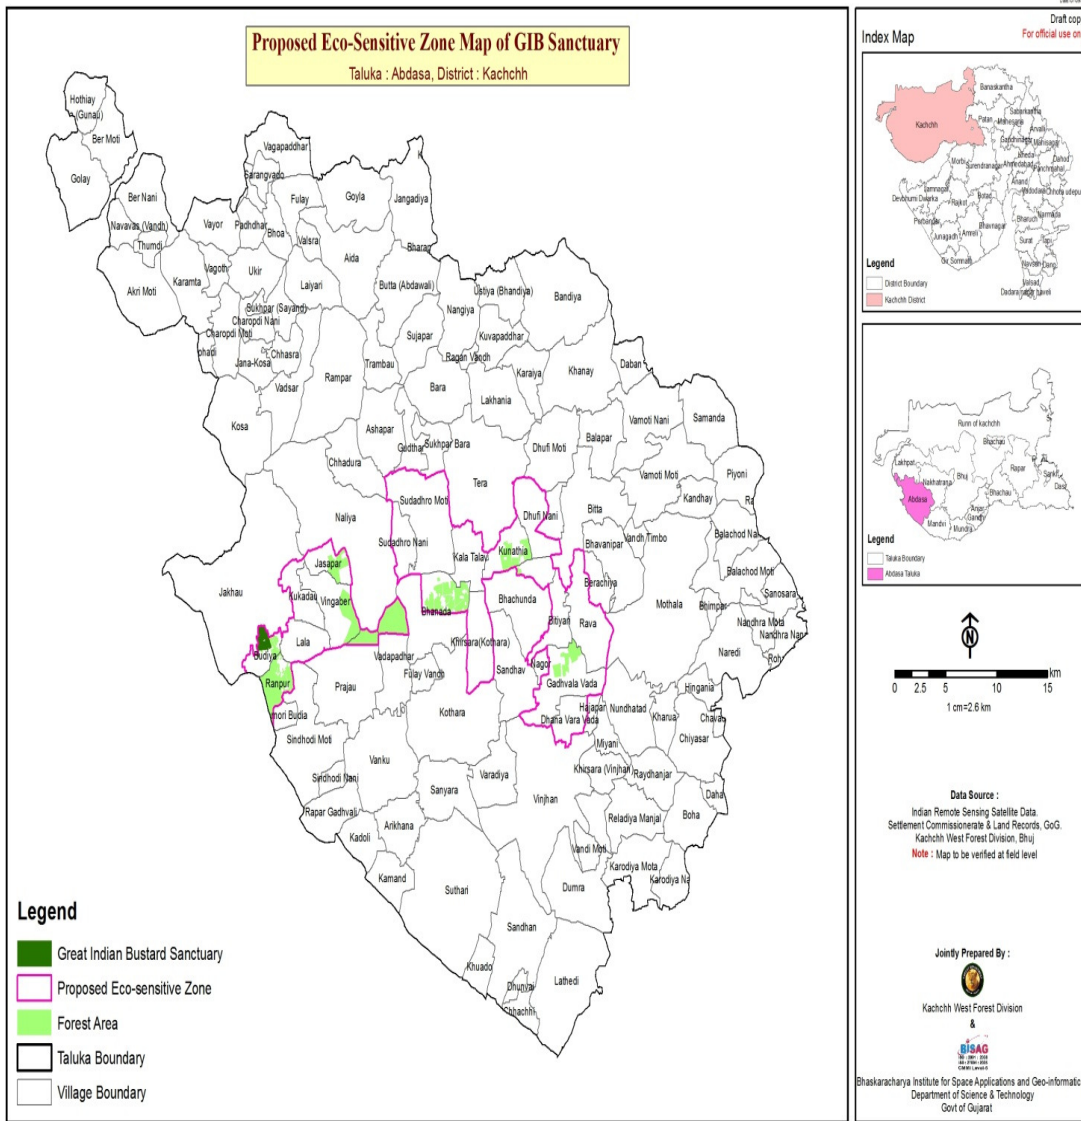 Proposed Eco-Sensitive Zone Map of GIB Sanctuary
Taluka : Abdasa, District : Kachchh
Hothiay
(Gunau)
Ber Moti
Golay
Ber Nani
Navavas (Vandh)
Thumdi
Akri Moti
Karamta
Vayor
Vagoth
Vagapaddhar
Sarangvado
Fulay
Goyla
Jangadiya
Padhdhar
Bhoa
Valsra
Aida
Ukir
Laiyari
Butta (Abdawali)
Nangiya
Ustiya (Bhandiya)
Bandiya
Sukhpar (Sayand)
Charopdi Nani
Charopdi Moti
Jana-Kosa
Chhasra
Vadsar
Rampar
Trambau
Sujapar
Kuvapaddhar
Ragan Vandh
Karaiya
Khanay
Daban
Bara
Lakhania
Kosa
Ashapar
Gudthar
Sukhpar Bara
Chhadura
Tera
Dhufi Moti
Balapar
Vamoti Nani
Samanda
Vamoti Moti
Piyoni
Kandhay
Sudadhro Moti
Naliya
Dhufi Nani
Bitta
Sudadhro Nani
Kala Talav
Kunathia
Bhavanipar
Vandh Timbo
Balachod Moti
Jasapar
Berachiya
Jakhau
Kukadau
Vingaber
Bhanada
Bhachunda
Mothala
Bhimpar
Sanosara
Nandhra Mota
Lala
Khirsara(Kothara)
Rava
Budiya
Vadapadhar
Naredi
Sandhav
Nagor
Ranpur
Prajau
Fulay Vandh
Gadhvala Vada
Hingania
Kothara
Hajapar
Nundhatad
Kharua
Dhana Vara Vada
Chiyasar
Sindhodi Moti
Miyani
Vanku
Khirsara (Vinjhan)
Raydhanjar
Sindhodi Nani
Varadiya
Sanyara
Vinjhan
Rapar Gadhvali
Reladiya Manjal
Boha
Arikhana
Kadoli
Vandi Moti
Karodiya Mota
Kamand
Suthari
Dumra
Sandhan
Khuado
Lathedi
Dhunvai
Legend
Great Indian Bustard Sanctuary
Proposed Eco-sensitive Zone
Forest Area
Taluka Boundary
Village Boundary
Draft cop
For official use on
Index Map
Banaskantha
Sabarkantha
Kachchh
Patan
Mahesana
Gandhinagar
Morbi
Surendranagar
Ahmedabad
Dahod
Panchmahal
Anand
Jamnagar
Devbhumi Dwarka
Rajkot
Botad
Porbandar
Bharuch
Narmada
Junagadh
Amreli
Bhavnagar
Surat
Gir Somnath
Valsad
Legend
District Boundary
Kachchh District
Runn of kachchh
Bhachau
Lakhpat
Rapar
Bhuj
Nakhatrana
Abdasa
Bhachau
Anjar
Mandvi
Mundra
Legend
Taluka Boundary
Abdasa Taluka
N
km
0 2.5 5 10 15
1 cm=2.6 km
Data Source :
Indian Remote Sensing Satellite Data.
Settlement Commissionerate & Land Records, GoG.
Kachchh West Forest Division, Bhuj
Note : Map to be verified at field level
Jointly Prepared By :
Kachchh West Forest Division
&
BISAG
Bhaskaracharya Institute for Space Applications and Geo-informatic
Department of Science & Technology
Govt of Gujarat